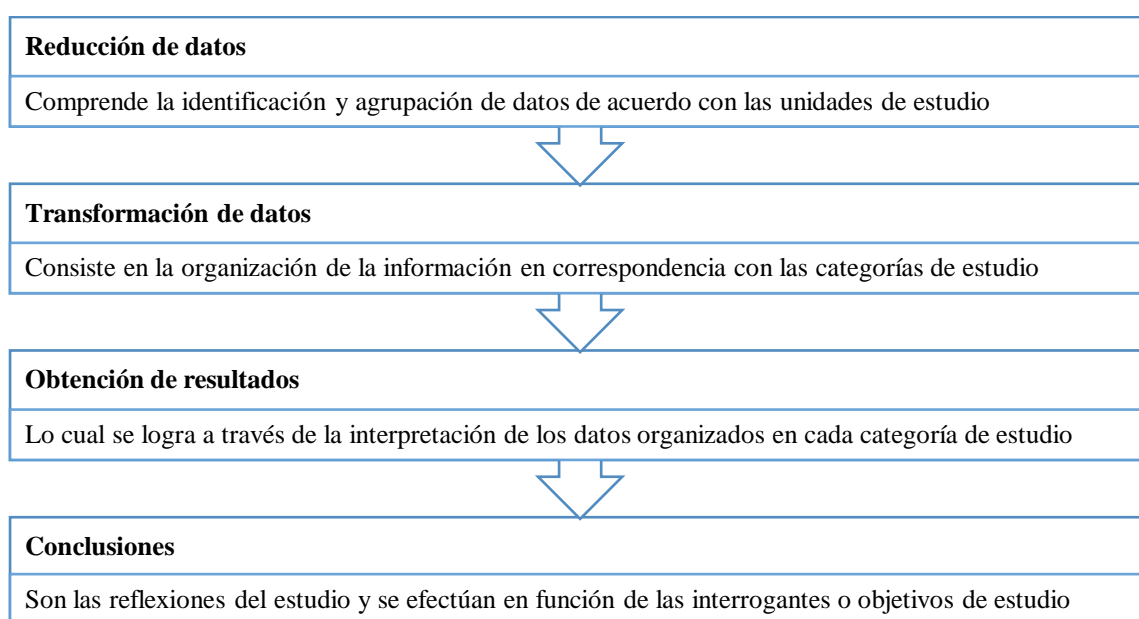 Reducción de datos
Comprende la identificación y agrupación de datos de acuerdo con las unidades de estudio
Transformación de datos
Consiste en la organización de la información en correspondencia con las categorías de estudio
Obtención de resultados
Lo cual se logra a través de la interpretación de los datos organizados en cada categoría de estudio
Conclusiones
Son las reflexiones del estudio y se efectúan en función de las interrogantes o objetivos de estudio